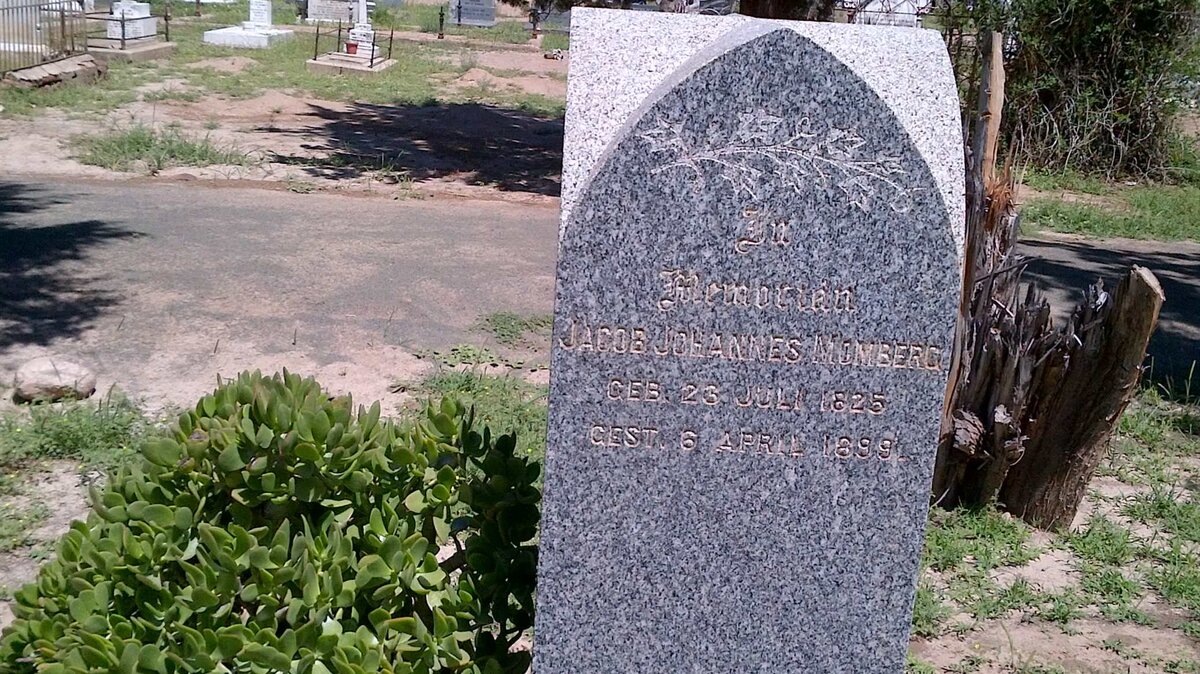 In
Memoriam
JACOB JOHANNES MOMBERG
GEB. 23 JULI 1825
GEST. 6 APRIL 1899.